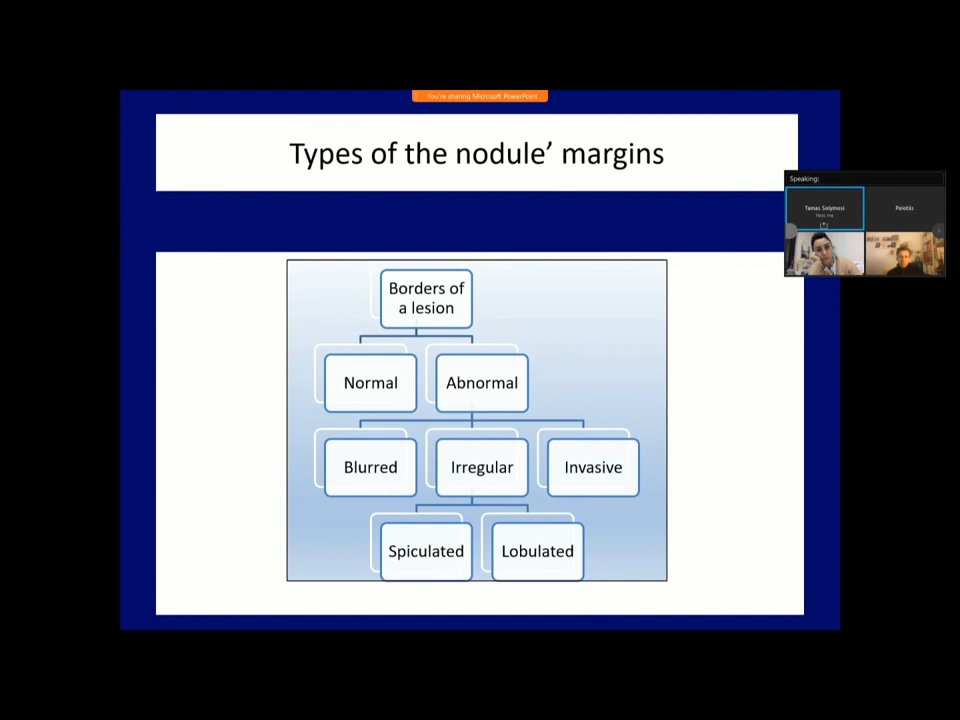 You're sharing Microsoft PowerPoint
Types of the nodule' margins
Speaking:
Tamas Solymosi
Host, me
Palotás
Borders of
a lesion
Normal
Abnormal
Blurred
Irregular
Invasive
Spiculated
Lobulated